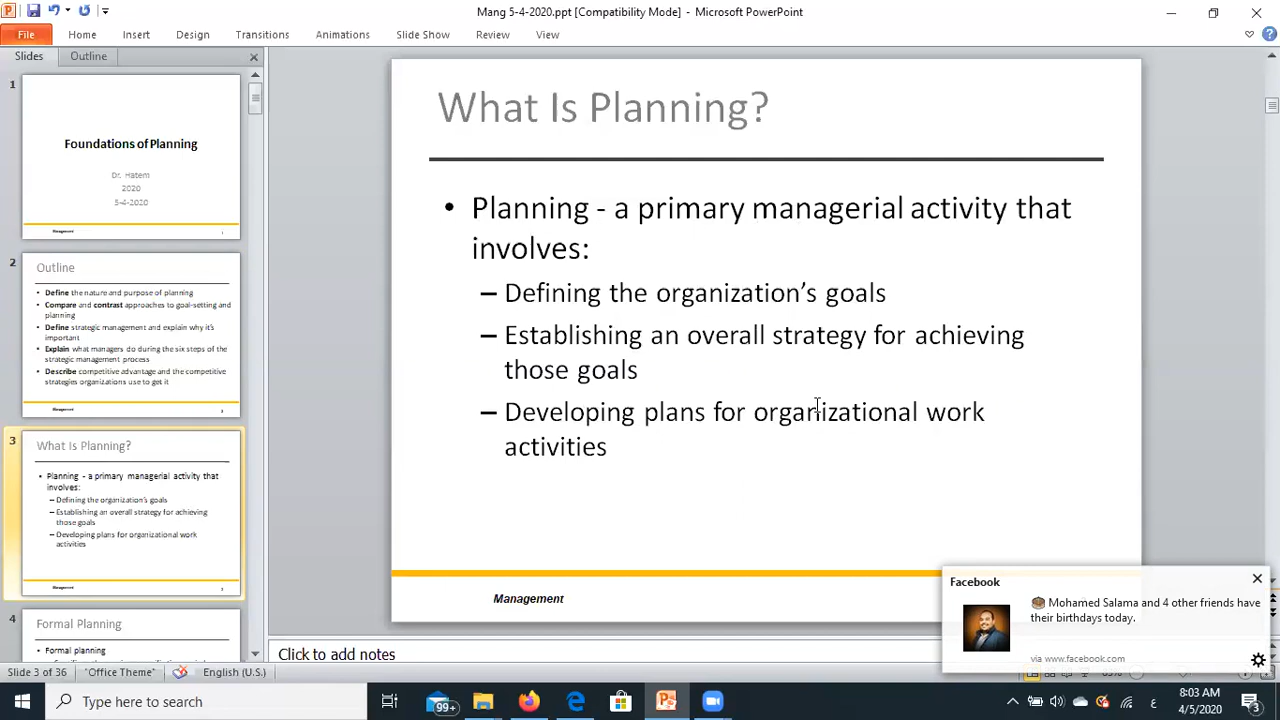 Mang 5-4-2020.ppt [Compatibility Mode] - Microsoft PowerPoint
File Home Insert Design Transitions Animations Slide Show Review View
Slides Outline
1
Foundations of Planning
Dr. Hatem
2020
5-4-2020
Management
2
Outline
• Define the nature and purpose of planning
• Compare and contrast approaches to goal-setting and
planning
• Define strategic management and explain why it's
important
• Explain what managers do during the six steps of the
strategic management process
• Describe competitive advantage and the competitive
strategies organizations use to get it
Management
3
What Is Planning?
• Planning - a primary managerial activity that
involves:
– Defining the organization's goals
– Establishing an overall strategy for achieving
those goals
– Developing plans for organizational work
activities
Management
4
Formal Planning
• Formal planning
What Is Planning?
• Planning - a primary managerial activity that
involves:
– Defining the organization’s goals
– Establishing an overall strategy for achieving
those goals
– Developing plans for organizational work
activities
Management
Click to add notes
Facebook
Mohamed Salama and 4 other friends have
their birthdays today.
via www.facebook.com
Slide 3 of 36 "Office Theme" English (U.S.)
Type here to search
99+
ع
8:03 AM
4/5/2020
3